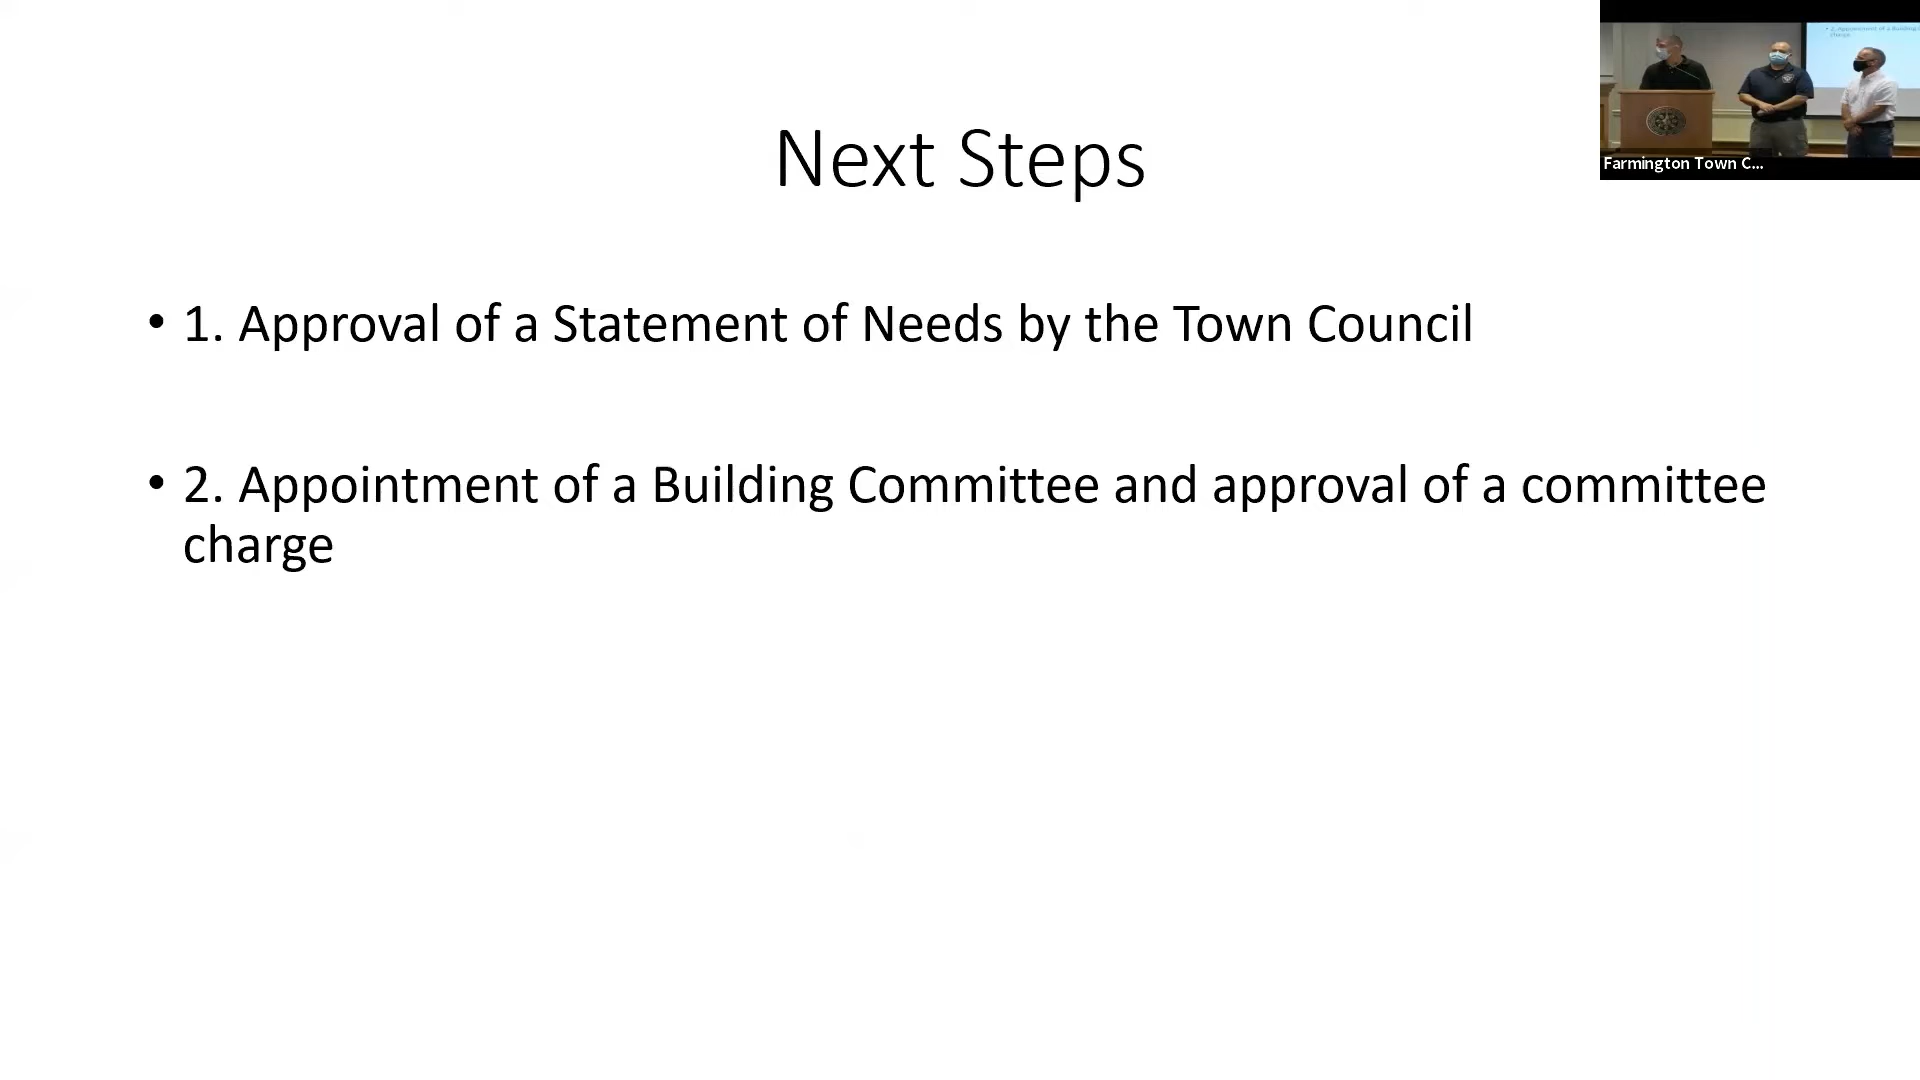 Next Steps
• 1. Approval of a Statement of Needs by the Town Council
• 2. Appointment of a Building Committee and approval of a committee
charge
Farmington Town C...